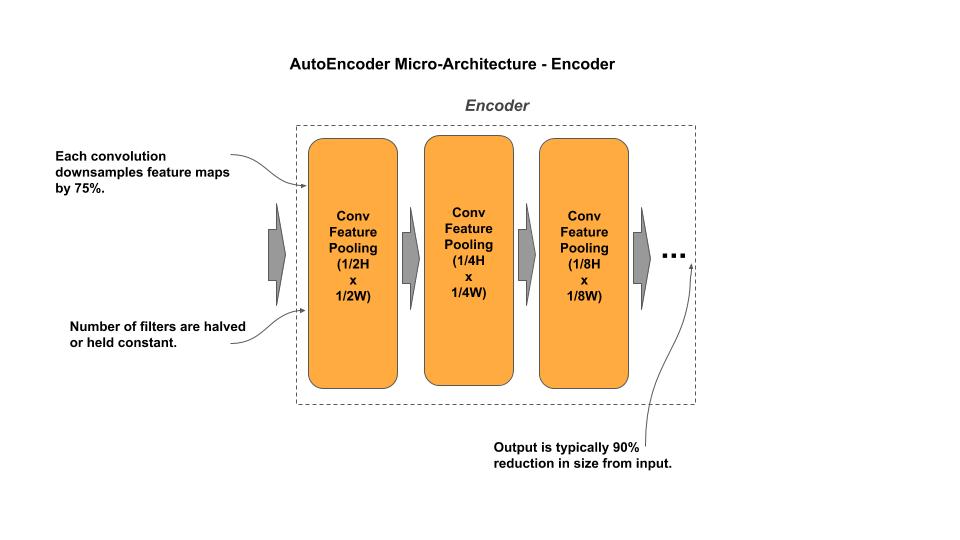 AutoEncoder Micro-Architecture - Encoder
Encoder
Each convolution
downsamples feature maps
by 75%.
Conv
Feature
Pooling
(1/2H
x
1/2W)
Conv
Feature
Pooling
(1/4H
x
1/4W)
Conv
Feature
Pooling
(1/8H
x
1/8W)
...
Number of filters are halved
or held constant.
Output is typically 90%
reduction in size from input.